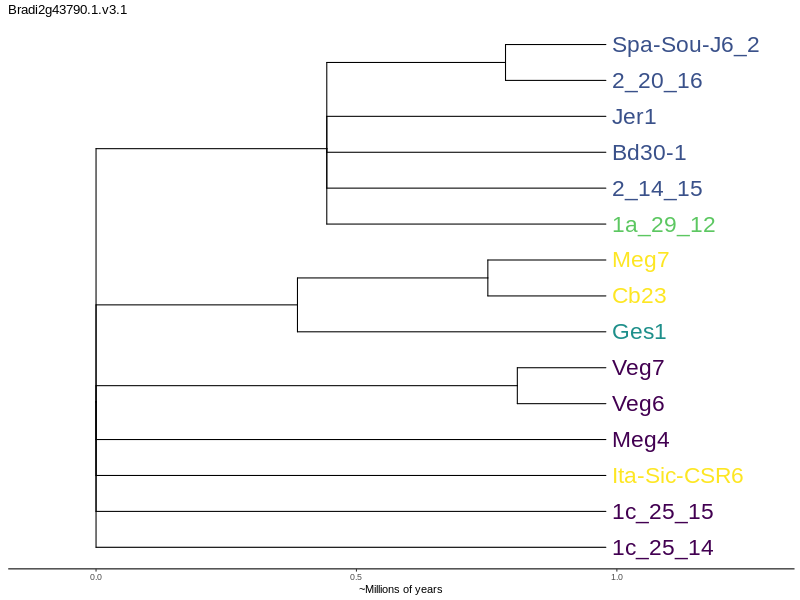 Bradi2g43790.1.v3.1
Spa-Sou-J6_2
2_20_16
Jer1
Bd30-1
2_14_15
1a_29_12
Meg7
Cb23
Ges1
Veg7
Veg6
Meg4
Ita-Sic-CSR6
1c_25_15
1c_25_14
0.0 0.5 1.0
~Millions of years